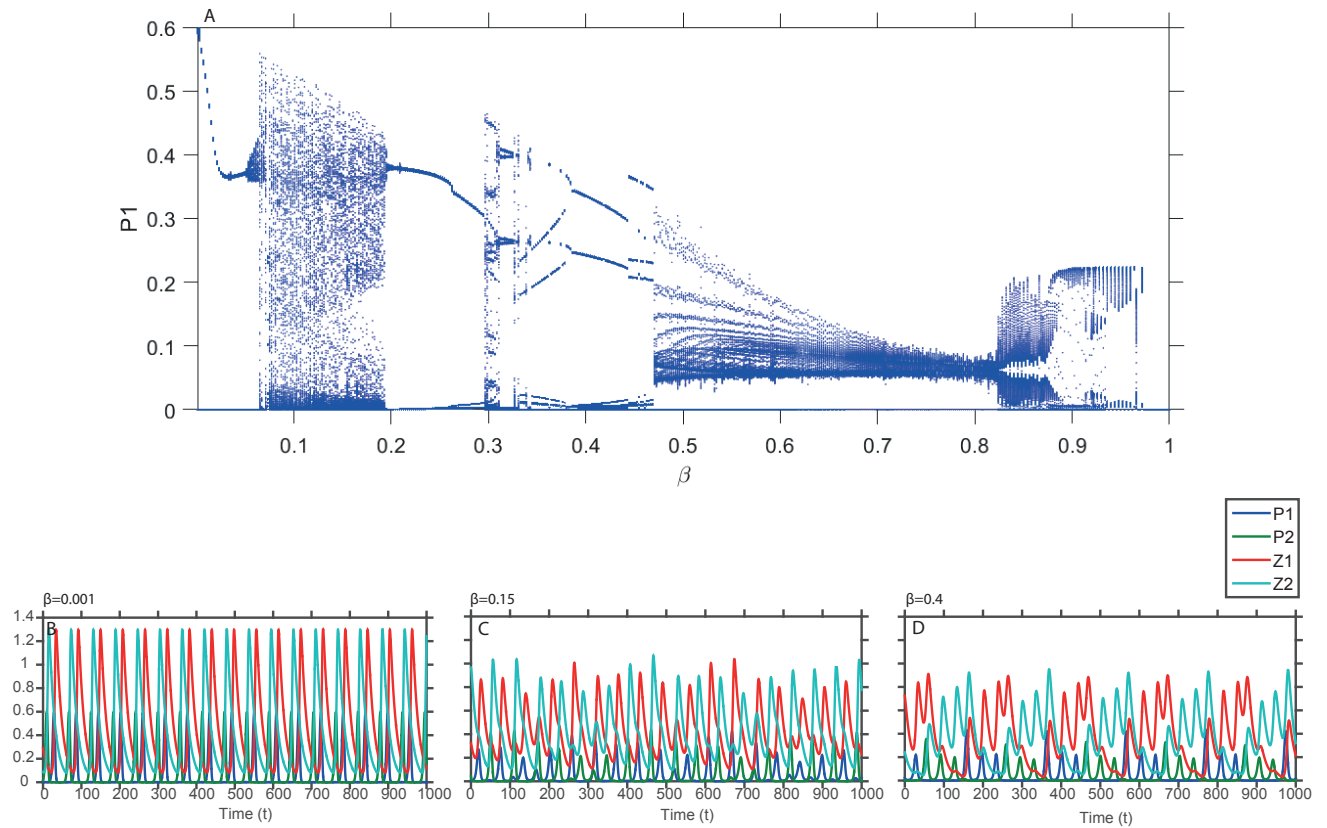 A
0.6
0.5
0.4
0.3
0.2
0.1
0
P1
0.1 0.2 0.3 0.4 0.5 0.6 0.7 0.8 0.9 1
β
P1
P2
Z1
Z2
β=0.001
B
1.4
1.2
1
0.8
0.6
0.4
0.2
0
0 100 200 300 400 500 600 700 800 900 1000
Time (t)
β=0.15
C
0 100 200 300 400 500 600 700 800 900 1000
Time (t)
β=0.4
D
0 100 200 300 400 500 600 700 800 900 1000
Time (t)